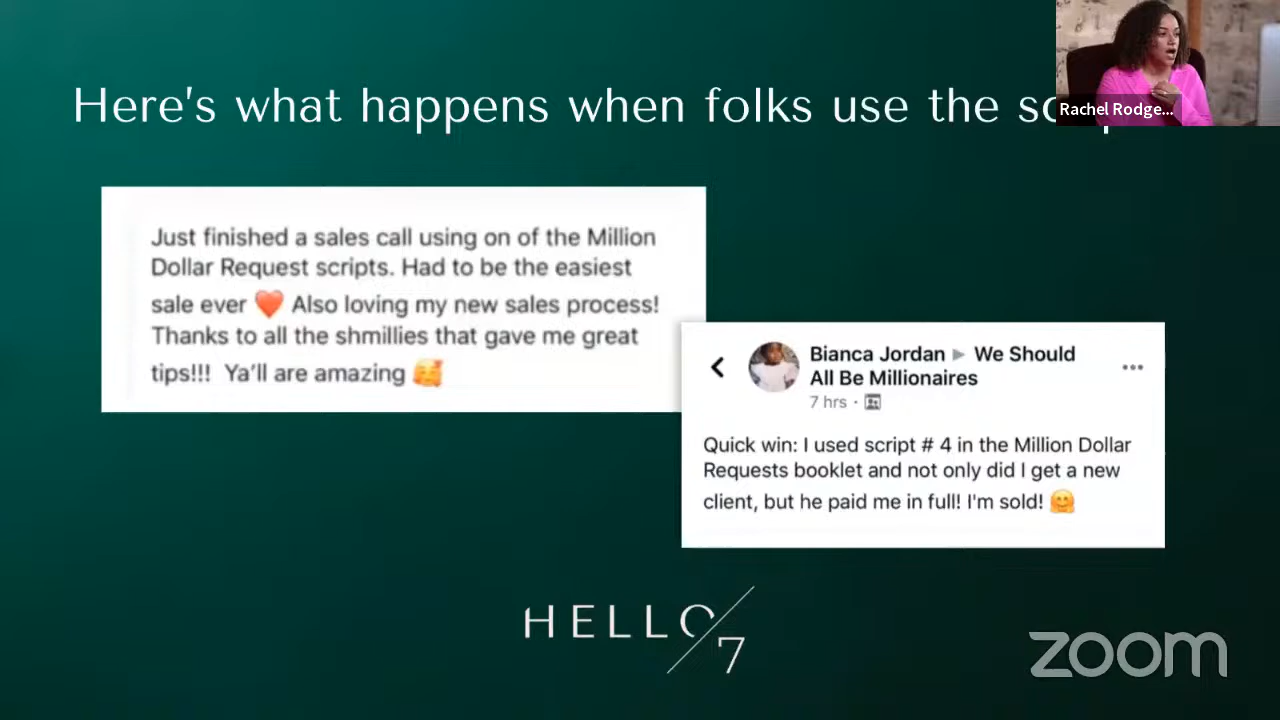 Here's what happens when folks use the
Rachel Rodge...
Just finished a sales call using on of the Million
Dollar Request scripts. Had to be the easiest
sale ever ❤️ Also loving my new sales process!
Thanks to all the shmillies that gave me great
tips!!! Ya'll are amazing 🥰
Bianca Jordan ▶ We Should
All Be Millionaires
7 hrs ·
Quick win: I used script # 4 in the Million Dollar
Requests booklet and not only did I get a new
client, but he paid me in full! I'm sold! 🤗
HELLO
7
zoom